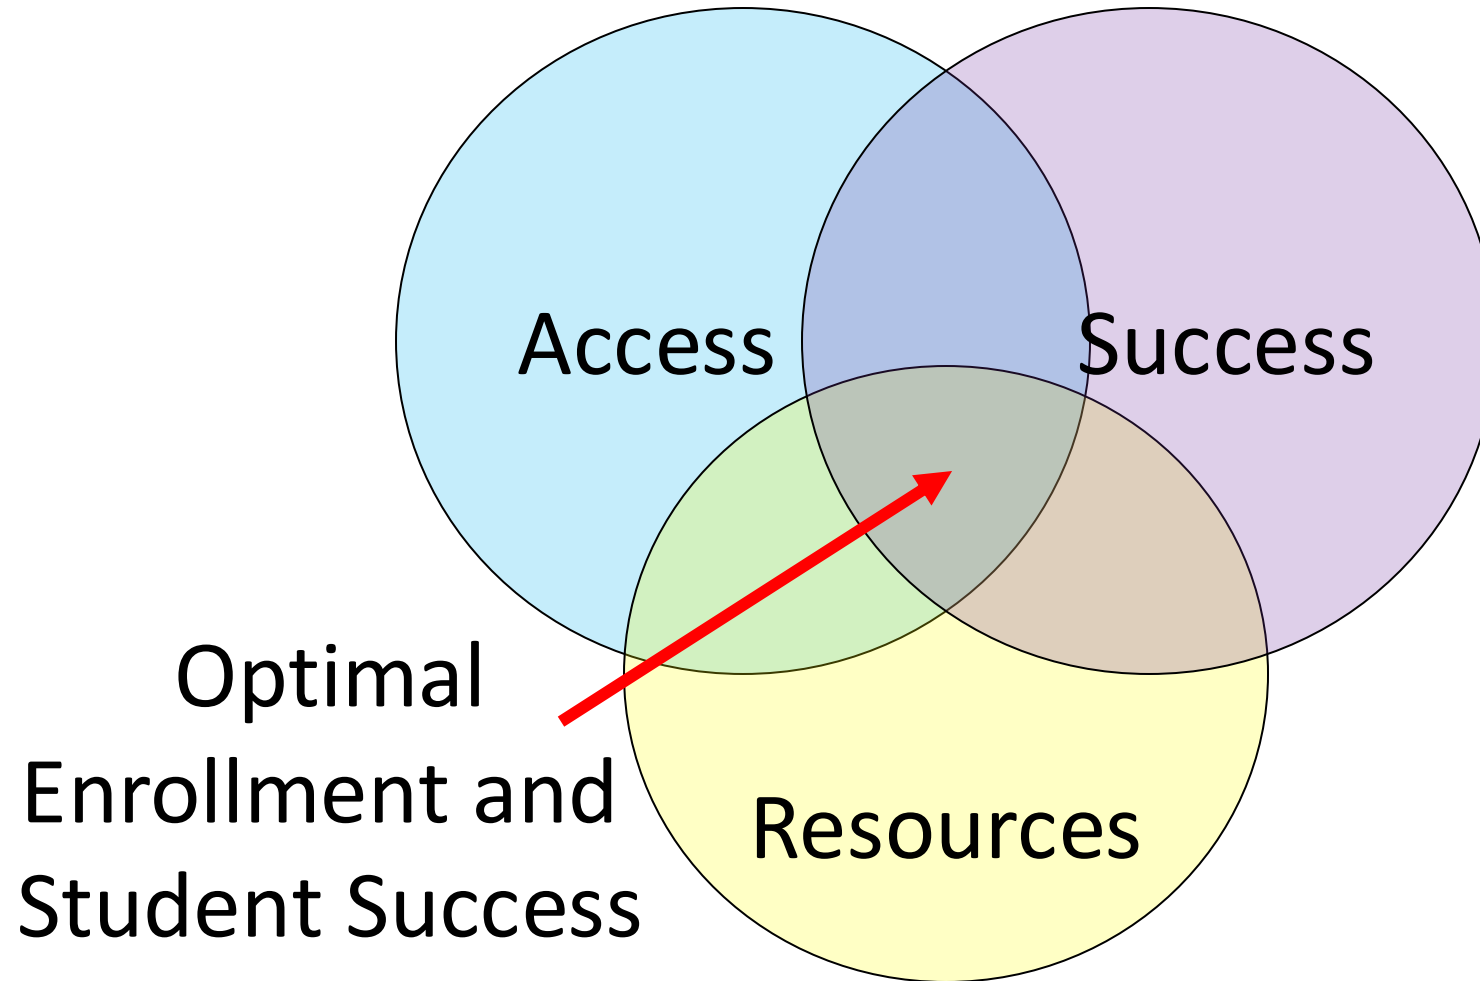 Access
Success
Optimal
Enrollment and
Student Success
Resources